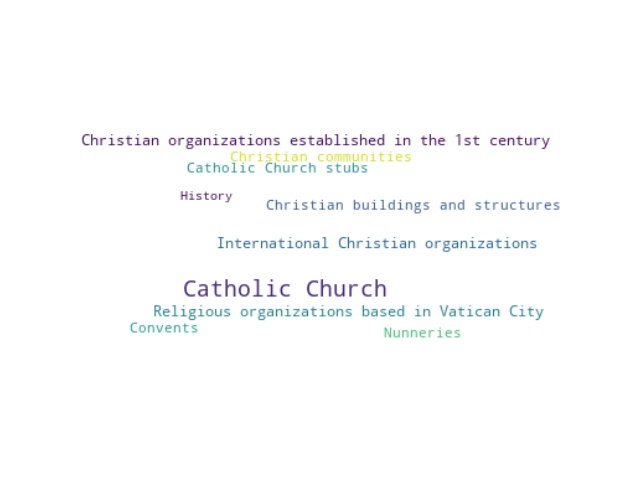 Christian organizations established in the 1st century
Christian communities
Catholic Church stubs
History
Christian buildings and structures
International Christian organizations
Catholic Church
Religious organizations based in Vatican City
Convents
Nunneries